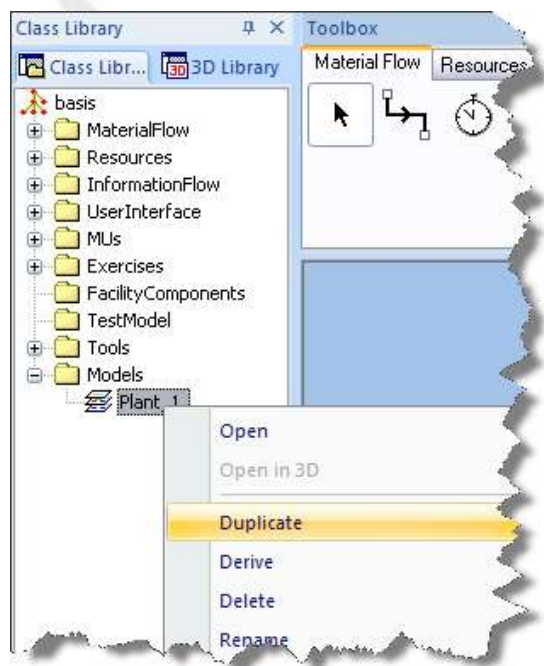 Class Library
Toolbox
Class Libr...
3D Library
Material Flow
Resources
basis
MaterialFlow
Resources
InformationFlow
UserInterface
MUs
Exercises
FacilityComponents
TestModel
Tools
Models
Plant_1
Open
Open in 3D
Duplicate
Derive
Delete
Rename